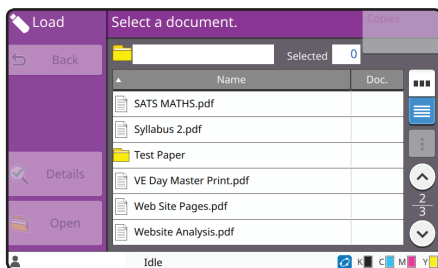 Load
Select a document.
Copies
Back
Selected 0
Name Doc.
SATS MATHS.pdf
Syllabus 2.pdf
Test Paper
Details
VE Day Master Print.pdf
Web Site Pages.pdf
2
3
Open
Website Analysis.pdf
Idle
K C M Y